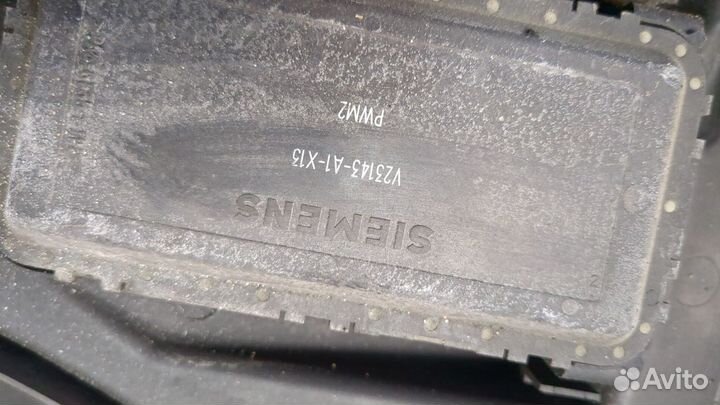 SIEMENS
V23143-A1-X13
PWM2
Avito